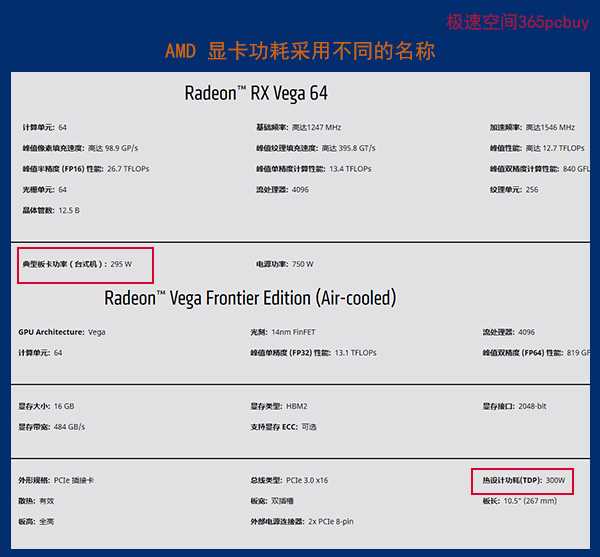 极速空间365pcbuy
AMD 显卡功耗采用不同的名称
Radeon™ RX Vega 64
计算单元: 64 基础频率: 高达1247 MHz 加速频率: 高达1546 MHz
峰值像素填充速度: 高达 98.9 GP/s 峰值纹理填充速度: 高达 395.8 GT/s 峰值性能: 高达 12.7 TFLOPs
峰值半精度 (FP16) 性能: 26.7 TFLOPs 峰值单精度计算性能: 13.4 TFLOPs 峰值双精度计算性能: 840 GFL
光栅单元: 64 流处理器: 4096 纹理单元: 256
晶体管数: 12.5 B
典型板卡功率 ( 台式机 ) : 295 W 电源功率: 750 W
Radeon™ Vega Frontier Edition (Air-cooled)
GPU Architecture: Vega 光刻: 14nm FinFET 流处理器: 4096
计算单元: 64 峰值单精度 (FP32) 性能: 13.1 TFLOPs 峰值双精度 (FP64) 性能: 819 GF
显存大小: 16 GB 显存类型: HBM2 显存接口: 2048-bit
显存带宽: 484 GB/s 支持显存 ECC: 可选
外形规格: PCIe 插接卡 总线类型: PCIe 3.0 x16 热设计功耗(TDP): 300W
散热: 有效 板宽: 双插槽 板长: 10.5" (267 mm)
板高: 全高 外部电源连接器: 2x PCIe 8-pin